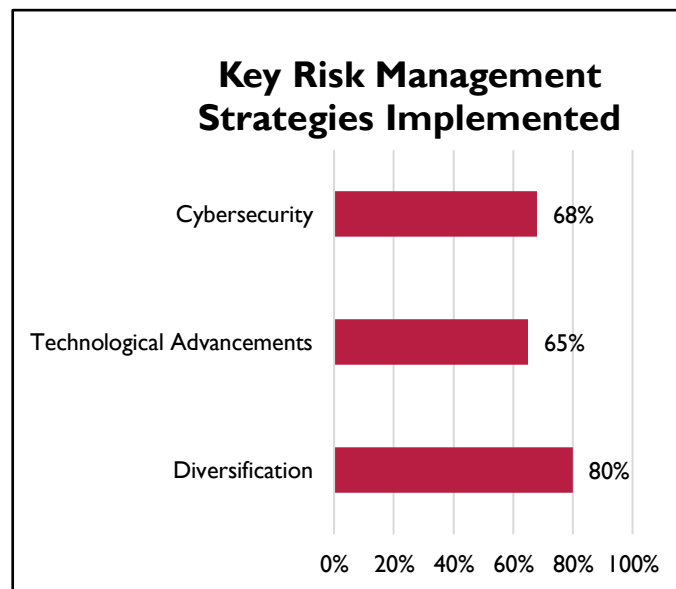 Key Risk Management
Strategies Implemented
Cybersecurity
68%
Technological Advancements
65%
Diversification
80%
0% 20% 40% 60% 80% 100%